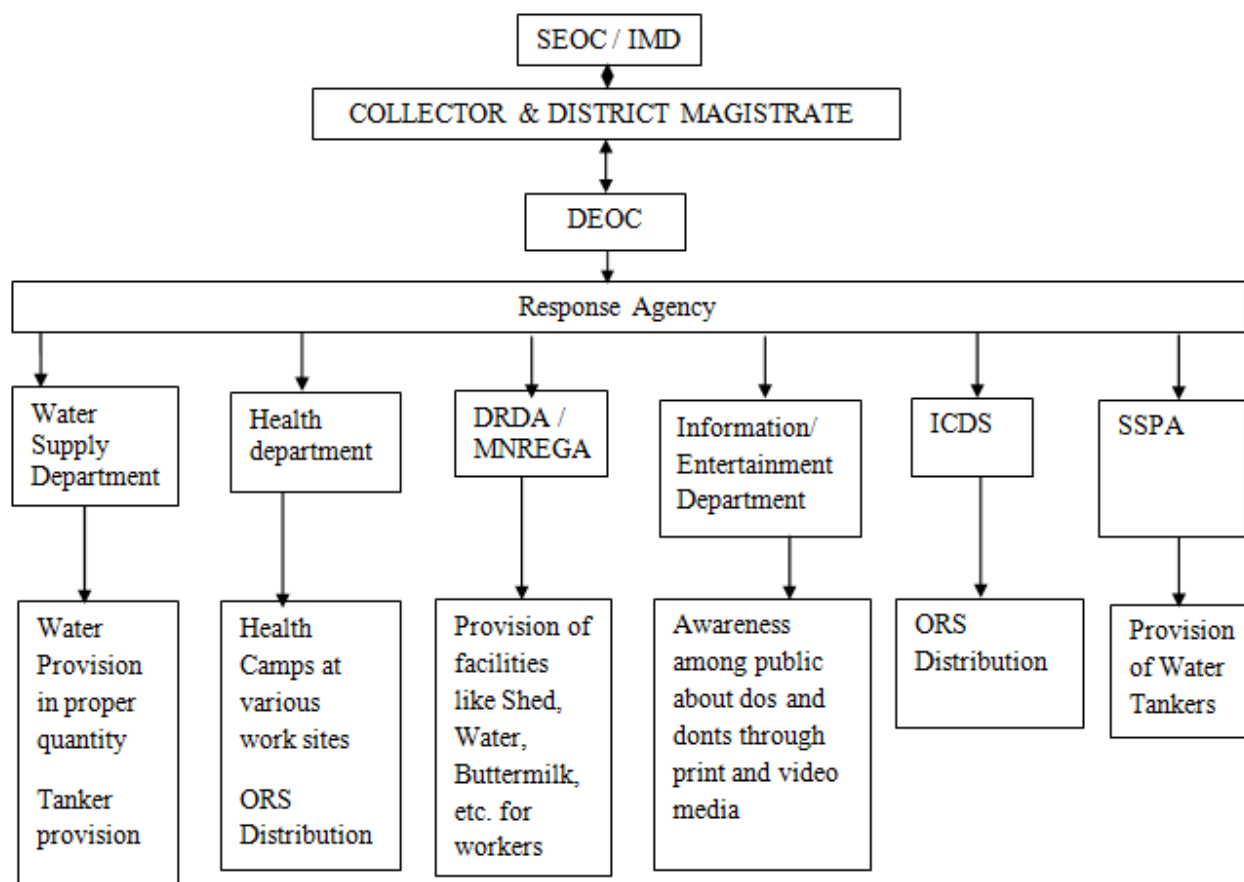 SEOC / IMD
COLLECTOR & DISTRICT MAGISTRATE
DEOC
Response Agency
Water
Supply
Department
Health
department
DRDA /
MNREGA
Information/
Entertainment
Department
ICDS
SSPA
Water
Provision
in proper
quantity
Tanker
provision
Health
Camps at
various
work sites
ORS
Distribution
Provision of
facilities
like Shed,
Water,
Buttermilk,
etc. for
workers
Awareness
among public
about dos and
donts through
print and video
media
ORS
Distribution
Provision
of Water
Tankers